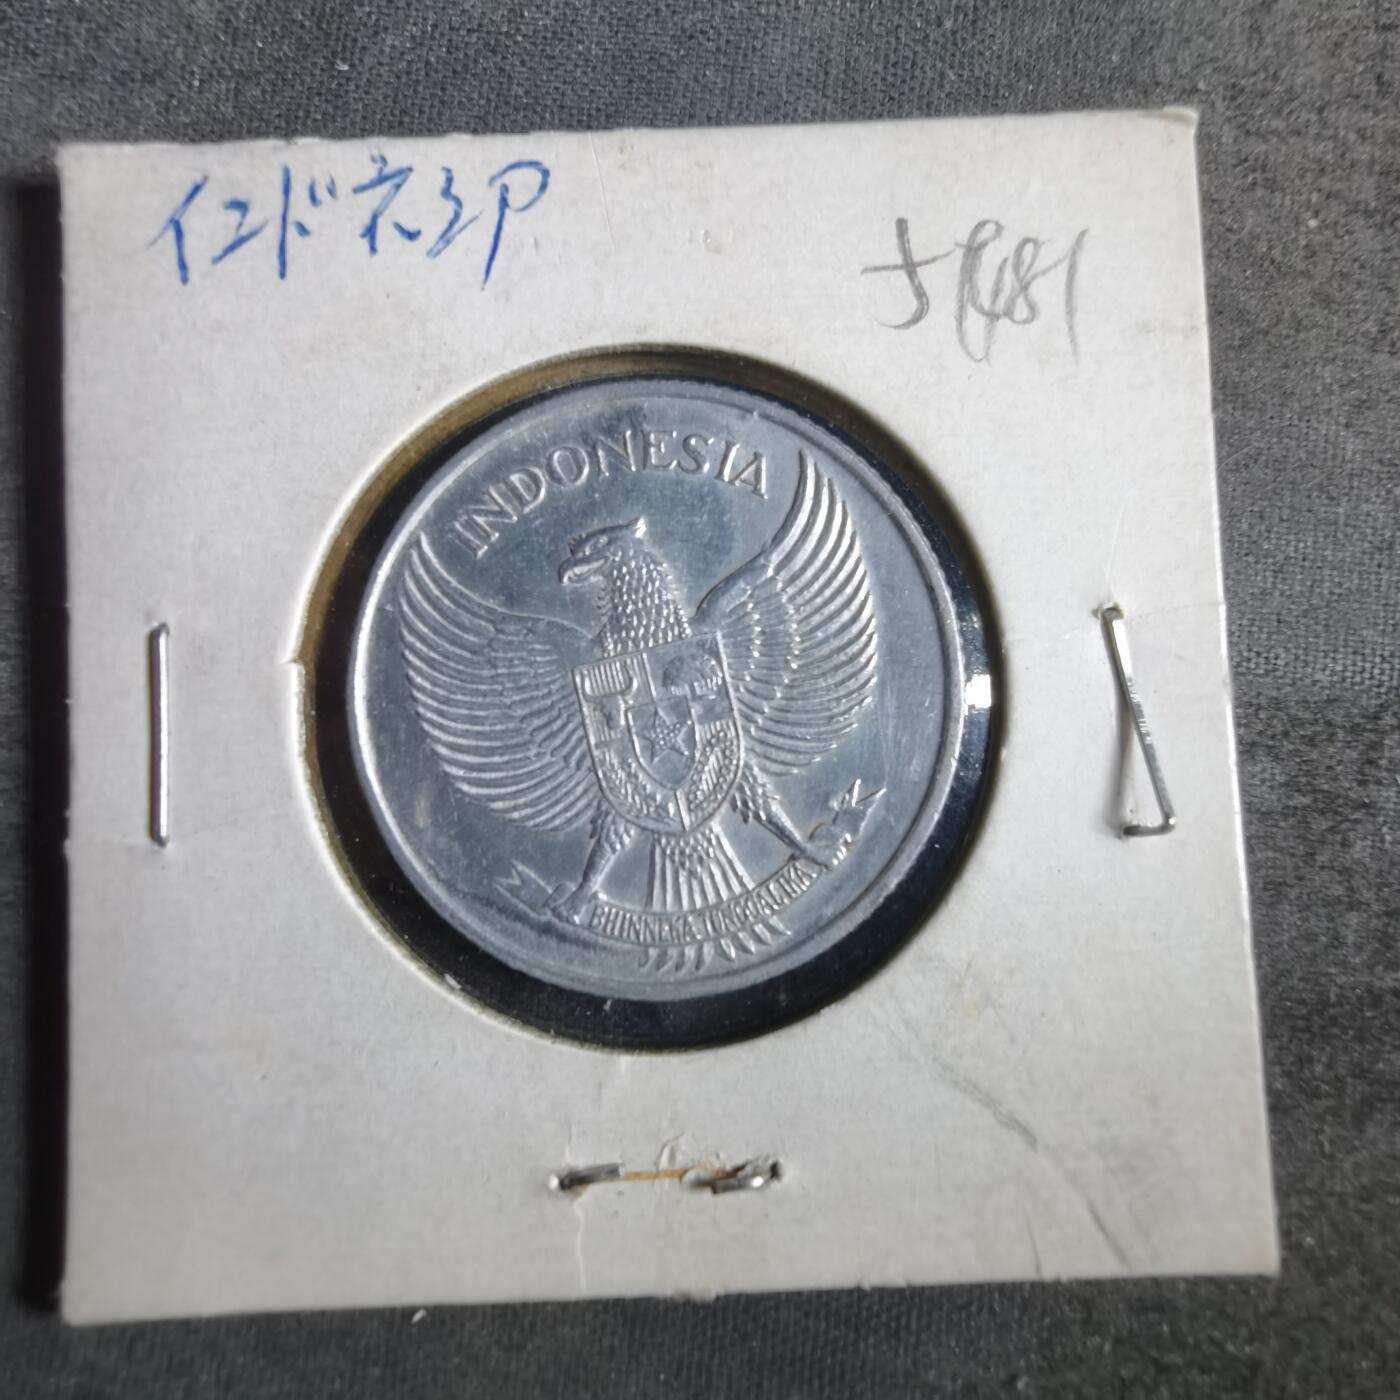 インドネシア
INDONESIA
BHINNEKA TUNGGAL IKA